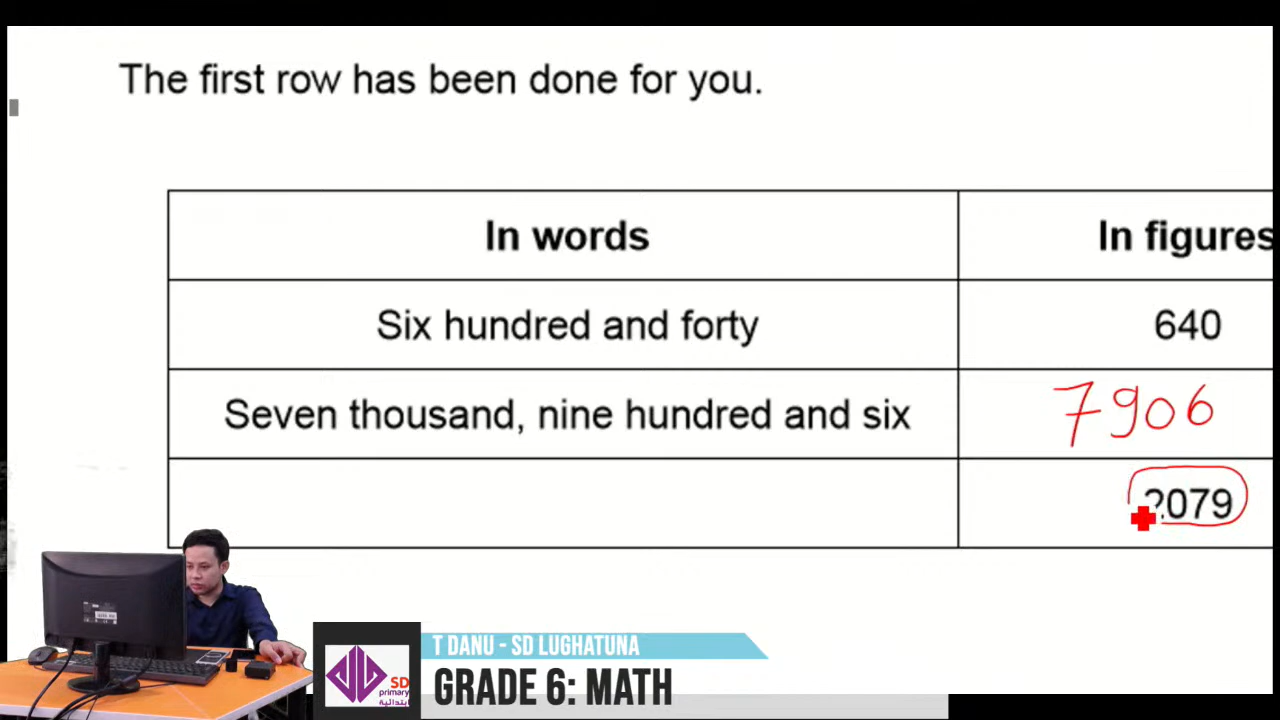 The first row has been done for you.
In words
In figures
Six hundred and forty
640
Seven thousand, nine hundred and six
7906
2079
T DANU - SD LUGHATUNA
GRADE 6: MATH
SD
primary
ابتدائية